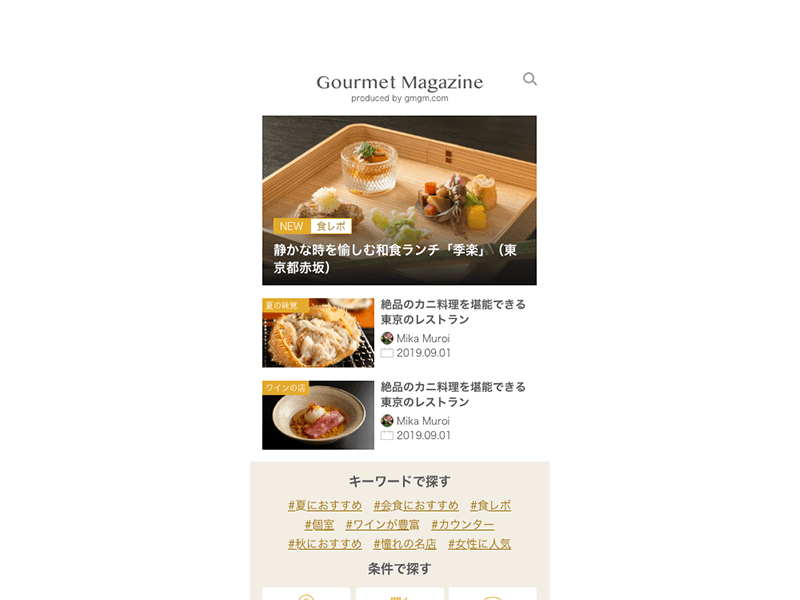 Gourmet Magazine
produced by gmgm.com
NEW 食レポ
静かな時を愉しむ和食ランチ「季楽」（東
京都赤坂）
夏の味覚
絶品のカニ料理を堪能できる
東京のレストラン
Mika Muroi
2019.09.01
ワインの店
絶品のカニ料理を堪能できる
東京のレストラン
Mika Muroi
2019.09.01
キーワードで探す
#夏におすすめ #会食におすすめ #食レポ
#個室 #ワインが豊富 #カウンター
#秋におすすめ #憧れの名店 #女性に人気
条件で探す